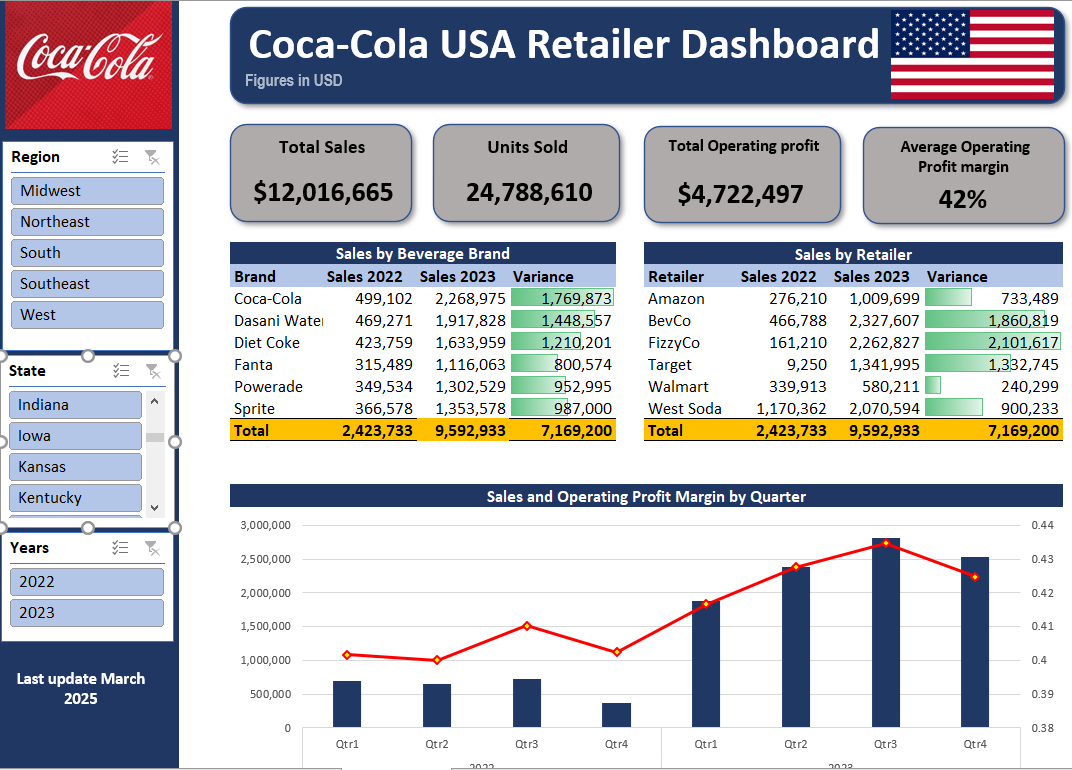 Coca-Cola
Coca-Cola USA Retailer Dashboard
Figures in USD
Region
Midwest
Northeast
South
Southeast
West
State
Indiana
Iowa
Kansas
Kentucky
Years
2022
2023
Last update March
2025
Total Sales
$12,016,665
Units Sold
24,788,610
Total Operating profit
$4,722,497
Average Operating
Profit margin
42%
Sales by Beverage Brand
Brand Sales 2022 Sales 2023 Variance
Coca-Cola 499,102 2,268,975 1,769,873
Dasani Water 469,271 1,917,828 1,448,557
Diet Coke 423,759 1,633,959 1,210,201
Fanta 315,489 1,116,063 800,574
Powerade 349,534 1,302,529 952,995
Sprite 366,578 1,353,578 987,000
Total 2,423,733 9,592,933 7,169,200
Sales by Retailer
Retailer Sales 2022 Sales 2023 Variance
Amazon 276,210 1,009,699 733,489
BevCo 466,788 2,327,607 1,860,819
FizzyCo 161,210 2,262,827 2,101,617
Target 9,250 1,341,995 1,332,745
Walmart 339,913 580,211 240,299
West Soda 1,170,362 2,070,594 900,233
Total 2,423,733 9,592,933 7,169,200
Sales and Operating Profit Margin by Quarter
3,000,000
2,500,000
2,000,000
1,500,000
1,000,000
500,000
0
0.44
0.43
0.42
0.41
0.4
0.39
0.38
Qtr1 Qtr2 Qtr3 Qtr4 Qtr1 Qtr2 Qtr3 Qtr4
2022 2023